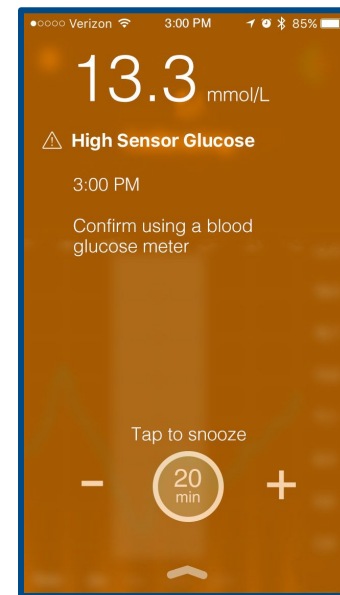 Verizon 3:00 PM 85%
13.3 mmol/L
High Sensor Glucose
3:00 PM
Confirm using a blood
glucose meter
Tap to snooze
− 20 +
min